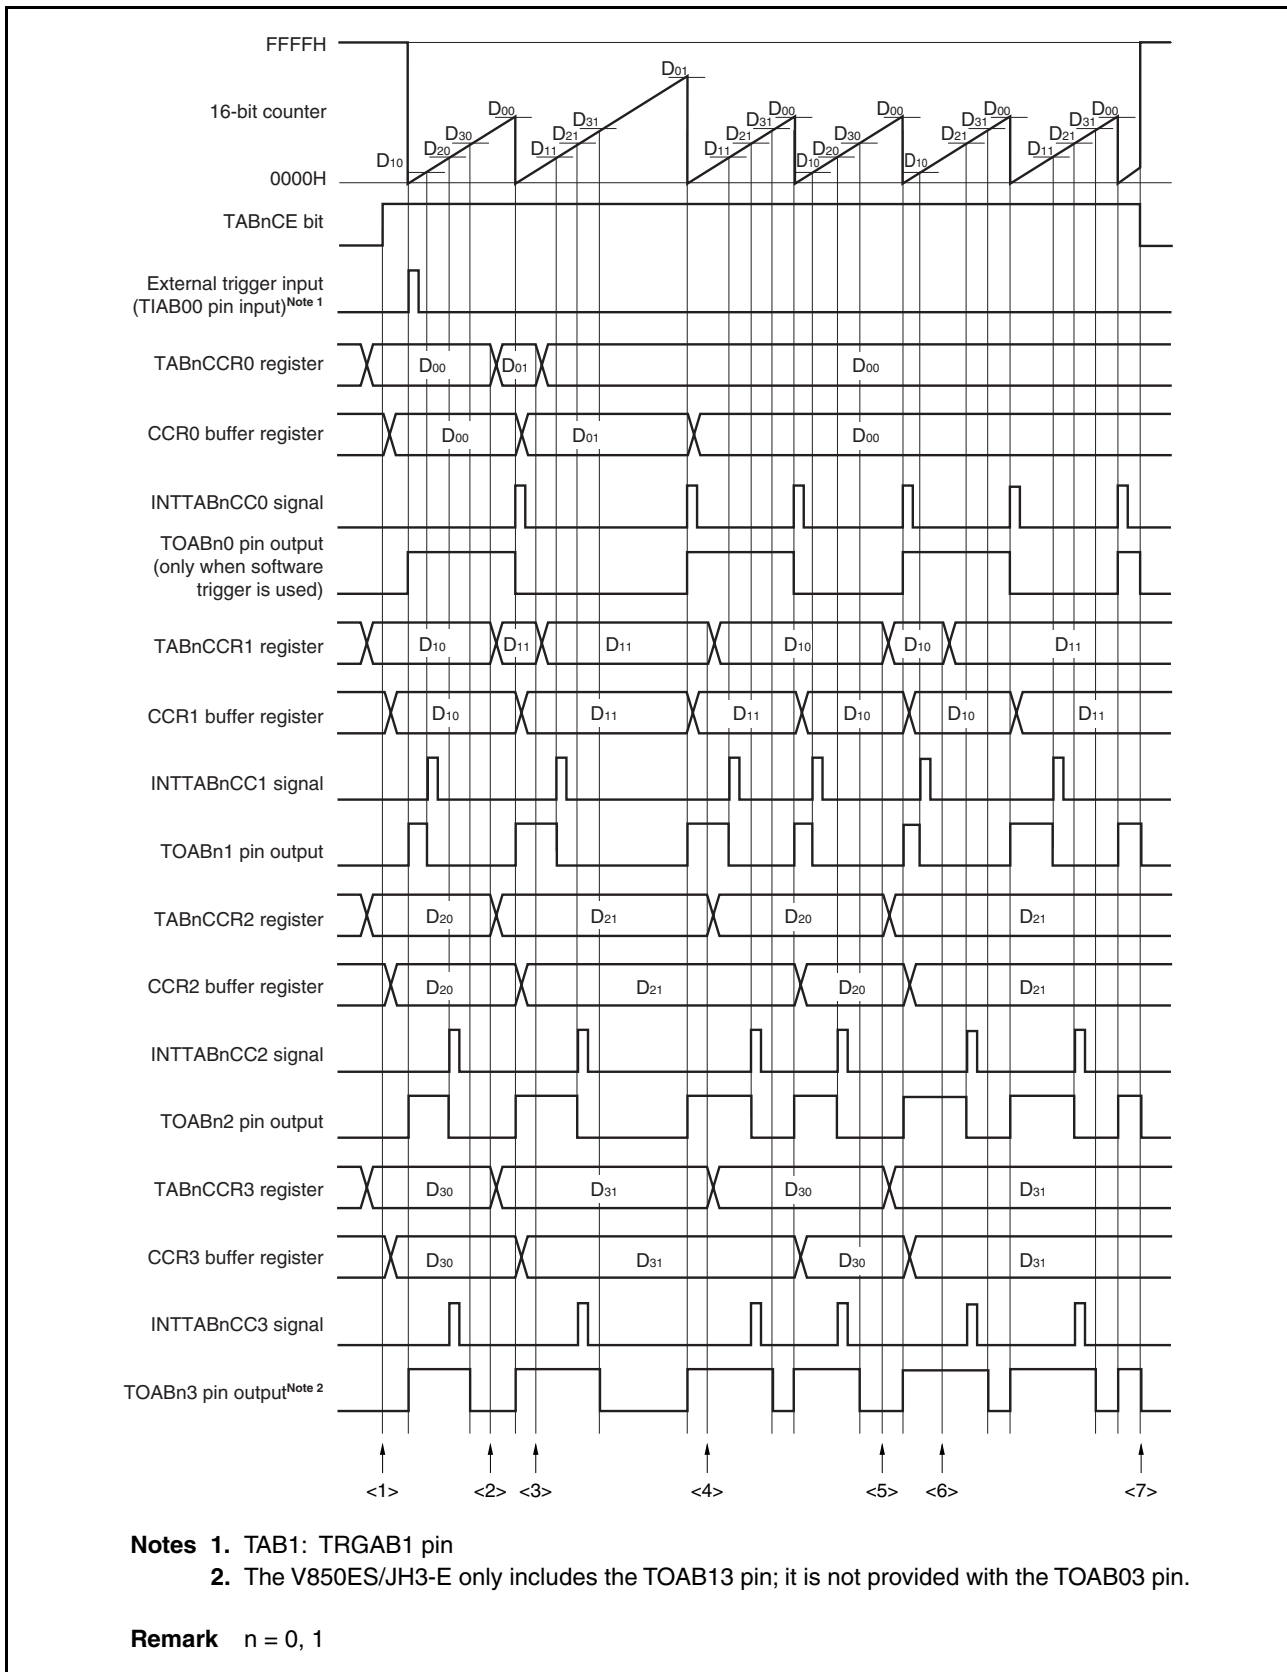 FFFFH
D01
16-bit counter
D00 D00 D00 D00 D00
D31 D31 D31 D31
D30 D30
D21 D21 D21 D21
D20 D20
D11 D11 D11
D10 D10 D10
0000H
TABnCE bit
External trigger input
(TIAB00 pin input)Note 1
TABnCCR0 register D00 D01 D00
CCR0 buffer register D00 D01 D00
INTTABnCC0 signal
TOABn0 pin output
(only when software
trigger is used)
TABnCCR1 register D10 D11 D11 D10 D10 D11
CCR1 buffer register D10 D11 D11 D10 D10 D11
INTTABnCC1 signal
TOABn1 pin output
TABnCCR2 register D20 D21 D20 D21
CCR2 buffer register D20 D21 D20 D21
INTTABnCC2 signal
TOABn2 pin output
TABnCCR3 register D30 D31 D30 D31
CCR3 buffer register D30 D31 D30 D31
INTTABnCC3 signal
TOABn3 pin outputNote 2
<1> <2> <3> <4> <5> <6> <7>
Notes 1. TAB1: TRGAB1 pin
2. The V850ES/JH3-E only includes the TOAB13 pin; it is not provided with the TOAB03 pin.
Remark n = 0, 1